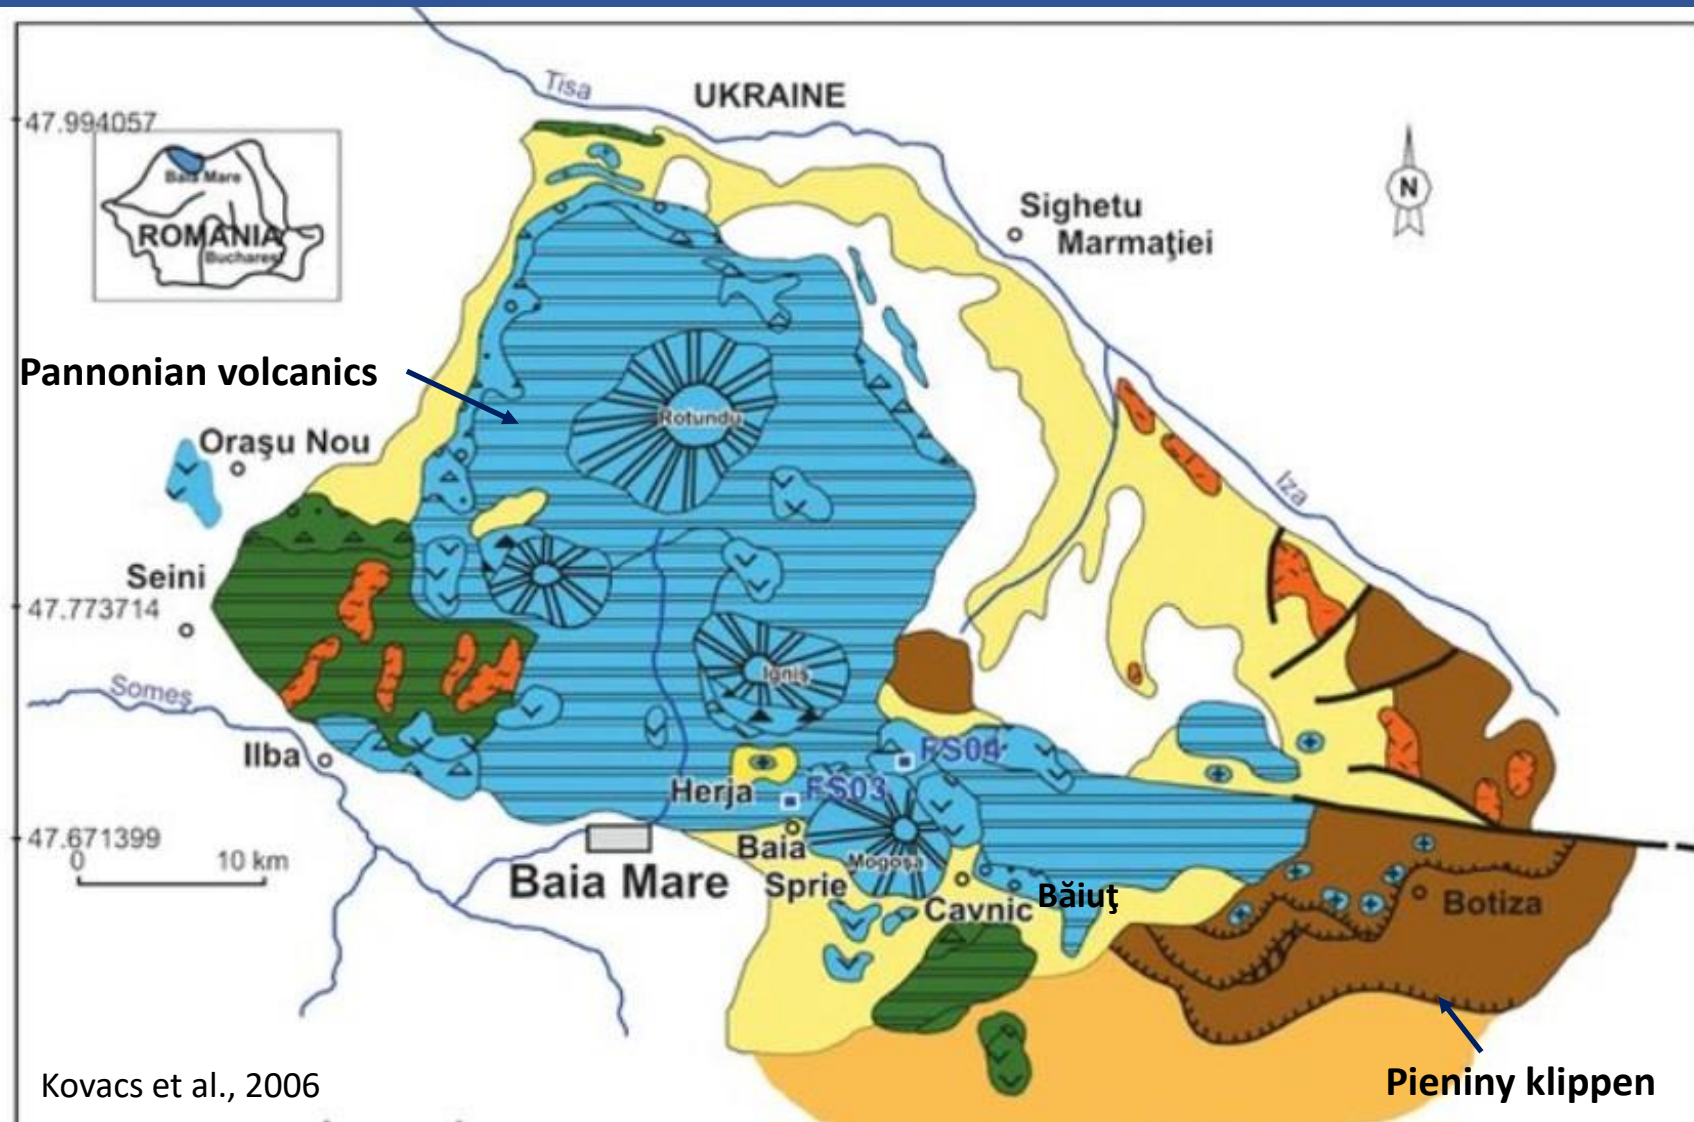 Tisa
UKRAINE
47.994057
Baia Mare
ROMANIA
Bucharest
N
Sighetu
Marmaţiei
Pannonian volcanics
Rotundu
Oraşu Nou
Iza
Seini
47.773714
Igniş
Someş
Ilba
FS04
Herja
FS03
47.671399
0 10 km
Baia
Sprie
Mogoşa
Baia Mare
Cavnic
Băiuţ
Botiza
Kovacs et al., 2006
Pieniny klippen